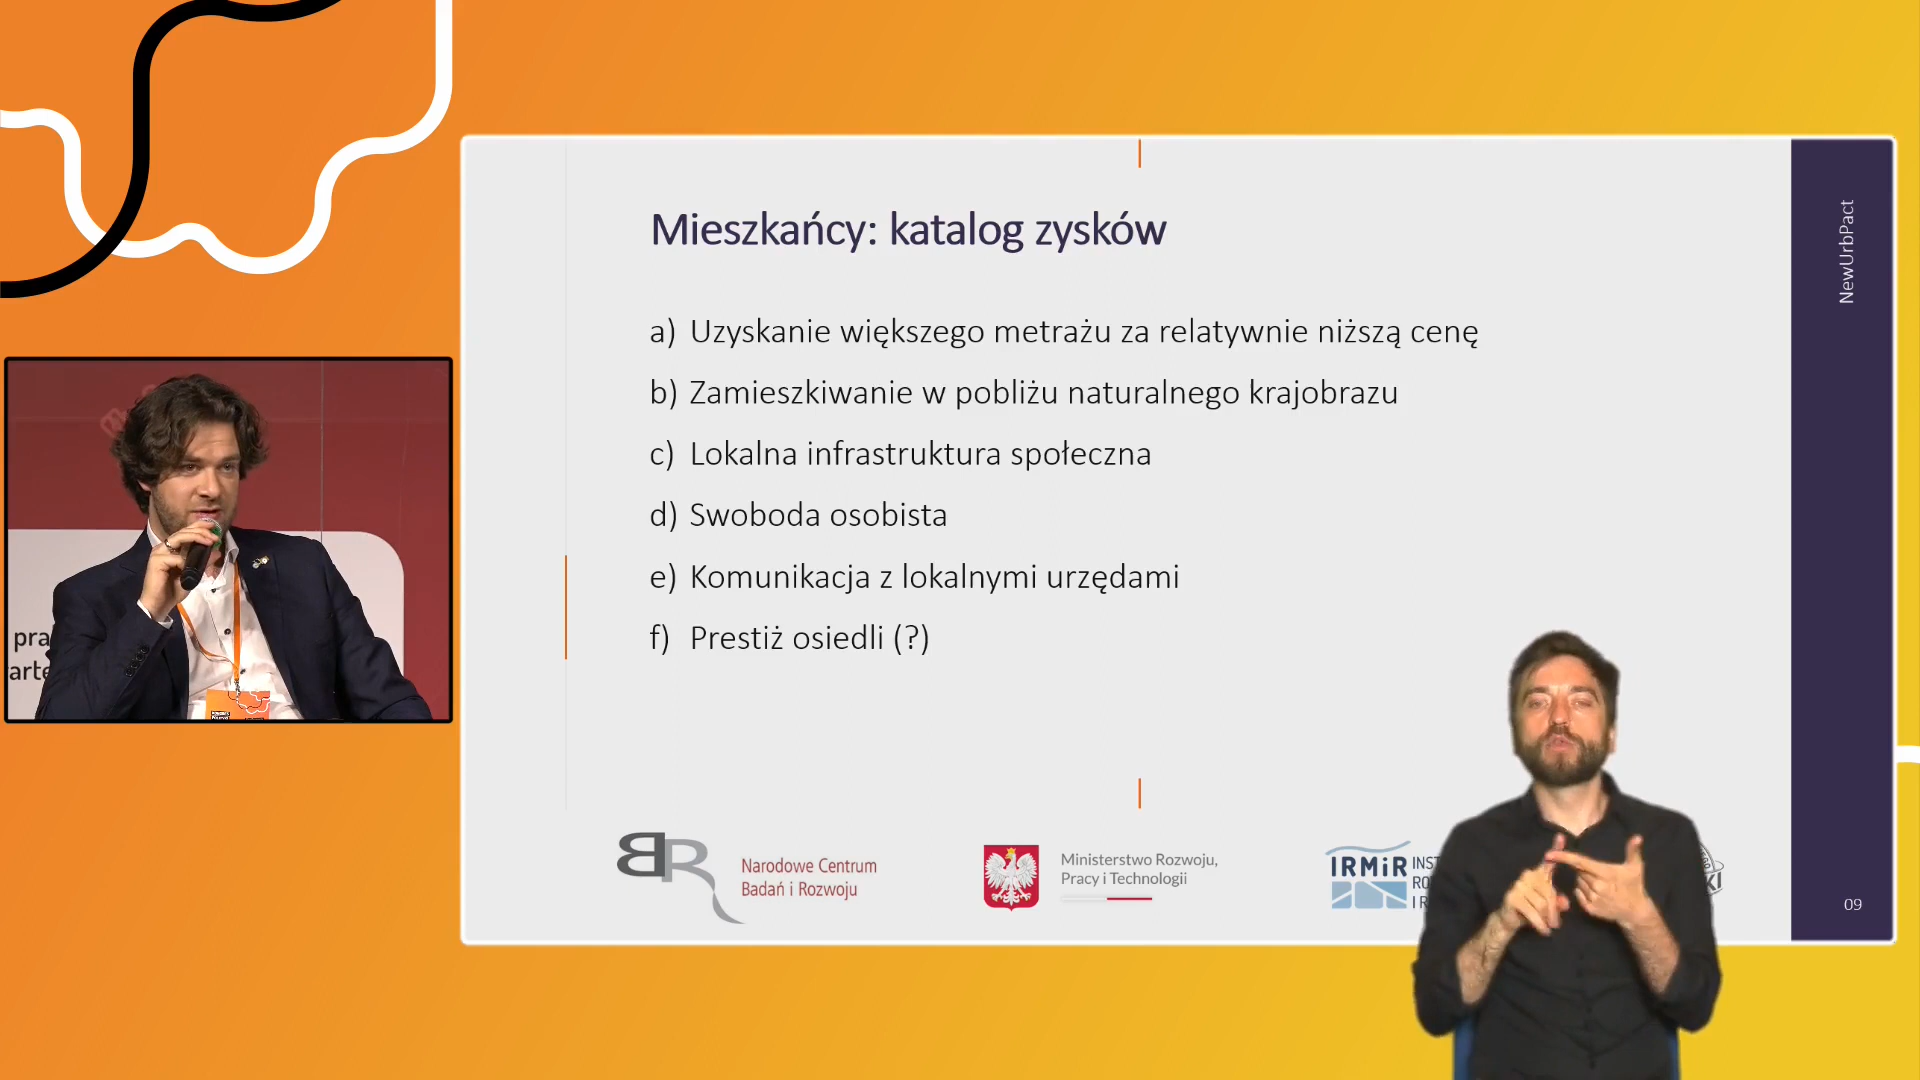 Mieszkańcy: katalog zysków
a) Uzyskanie większego metrażu za relatywnie niższą cenę
b) Zamieszkiwanie w pobliżu naturalnego krajobrazu
c) Lokalna infrastruktura społeczna
d) Swoboda osobista
e) Komunikacja z lokalnymi urzędami
f) Prestiż osiedli (?)
NewUrbPact
BR
Narodowe Centrum
Badań i Rozwoju
Ministerstwo Rozwoju,
Pracy i Technologii
IRMiR
09